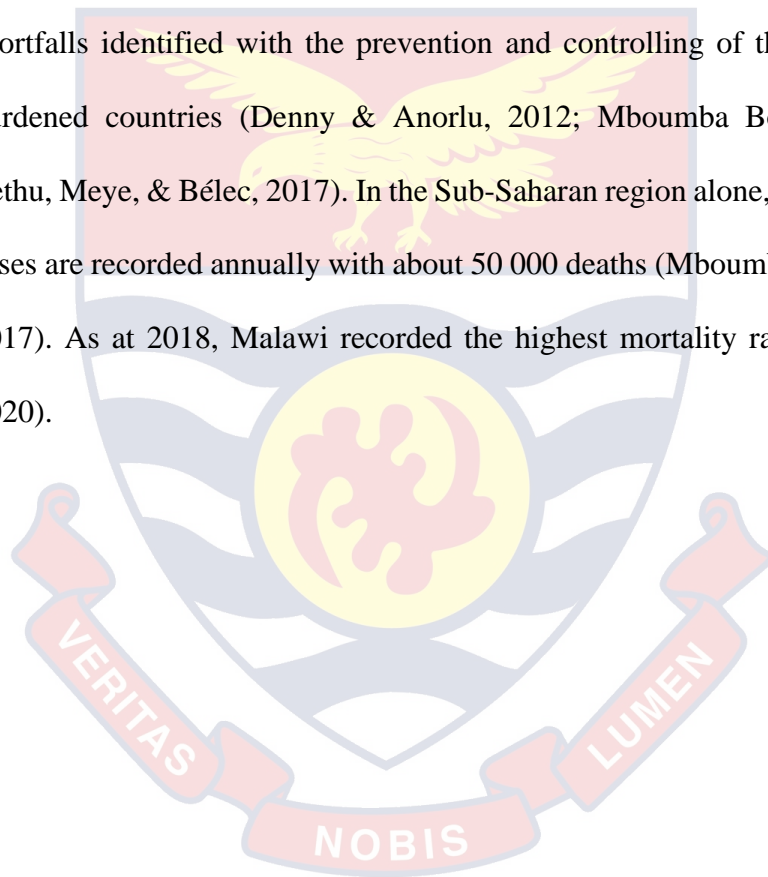 ortfalls identified with the prevention and controlling of th
urdened countries (Denny & Anorlu, 2012; Mboumba Bo
ethu, Meye, & Bélec, 2017). In the Sub-Saharan region alone,
ses are recorded annually with about 50 000 deaths (Mboumb
017). As at 2018, Malawi recorded the highest mortality ra
020).
VERITAS
NOBIS
LUMEN